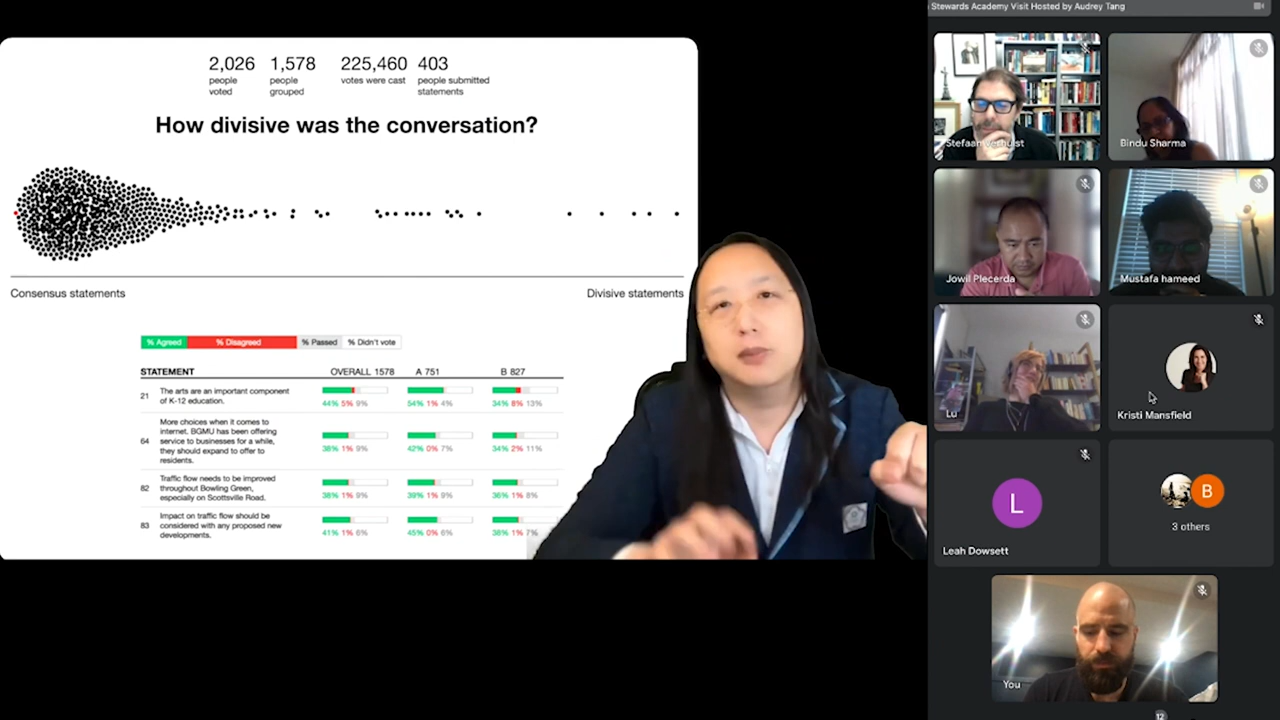 Stewards Academy Visit Hosted by Audrey Tang
2,026 1,578 225,460 403
people voted
people grouped
votes were cast
people submitted statements
How divisive was the conversation?
Consensus statements
Divisive statements
% Agreed % Disagreed % Passed % Didn't vote
STATEMENT OVERALL 1578 A 751 B 827
21
The arts are an important component
of K-12 education.
44% 5% 9% 54% 1% 4% 34% 8% 13%
64
More choices when it comes to
internet. BGMU has been offering
service to businesses for a while,
they should expand to offer to
residents.
38% 1% 9% 42% 0% 7% 34% 2% 11%
82
Traffic flow needs to be improved
throughout Bowling Green,
especially on Scottsville Road.
38% 1% 9% 39% 1% 9% 36% 1% 8%
83
Impact on traffic flow should be
considered with any proposed new
developments.
41% 1% 6% 45% 0% 6% 38% 1% 7%
Stefaan Verhulst
Bindu Sharma
Jowil Plecerda
Mustafa hameed
Lu
Kristi Mansfield
L
Leah Dowsett
B
3 others
You
12